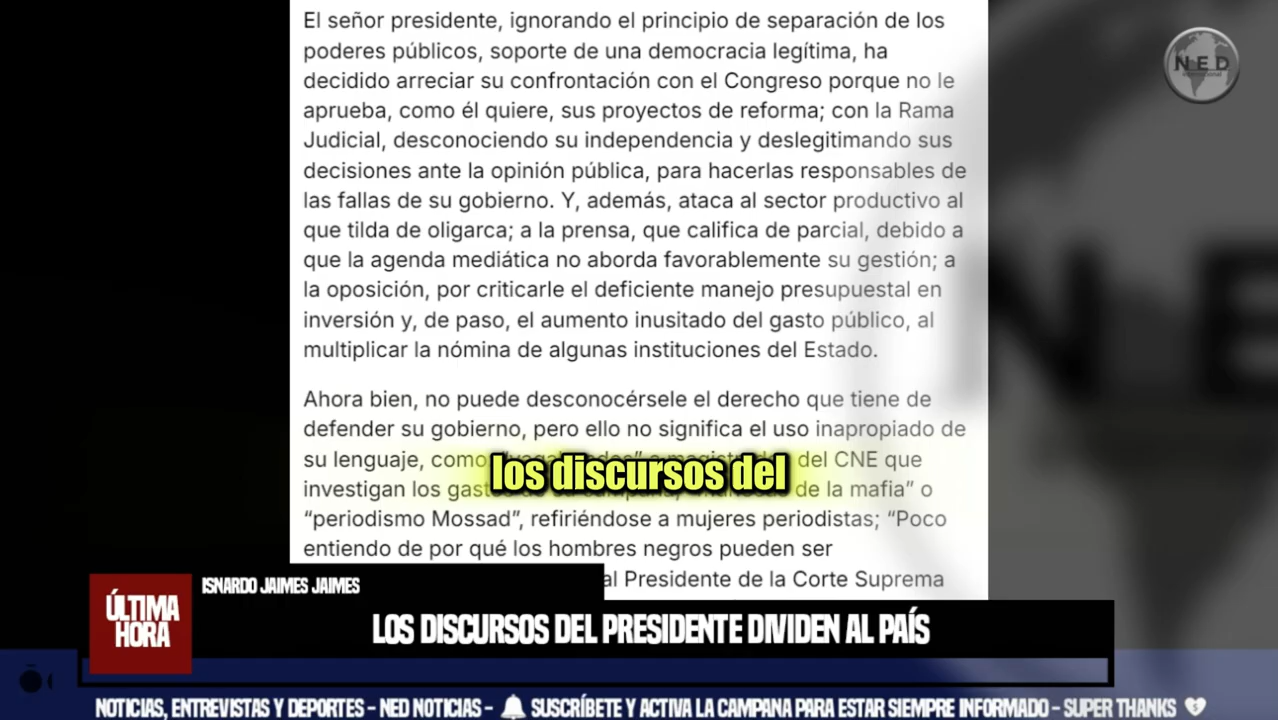 El señor presidente, ignorando el principio de separación de los
poderes públicos, soporte de una democracia legítima, ha
decidido arreciar su confrontación con el Congreso porque no le
aprueba, como él quiere, sus proyectos de reforma; con la Rama
Judicial, desconociendo su independencia y deslegitimando sus
decisiones ante la opinión pública, para hacerlas responsables de
las fallas de su gobierno. Y, además, ataca al sector productivo al
que tilda de oligarca; a la prensa, que califica de parcial, debido a
que la agenda mediática no aborda favorablemente su gestión; a
la oposición, por criticarle el deficiente manejo presupuestal en
inversión y, de paso, el aumento inusitado del gasto público, al
multiplicar la nómina de algunas instituciones del Estado.
Ahora bien, no puede desconocérsele el derecho que tiene de
defender su gobierno, pero ello no significa el uso inapropiado de
su lenguaje, como del CNE que
los discursos del
investigan los de la mafia” o
“periodismo Mossad”, refiriéndose a mujeres periodistas; “Poco
entiendo de por qué los hombres negros pueden ser
al Presidente de la Corte Suprema
NED
International
ÚLTIMA
HORA
ISNARDO JAIMES JAIMES
LOS DISCURSOS DEL PRESIDENTE DIVIDEN AL PAÍS
NOTICIAS, ENTREVISTAS Y DEPORTES - NED NOTICIAS - SUSCRÍBETE Y ACTIVA LA CAMPANA PARA ESTAR SIEMPRE INFORMADO - SUPER THANKS
N E D